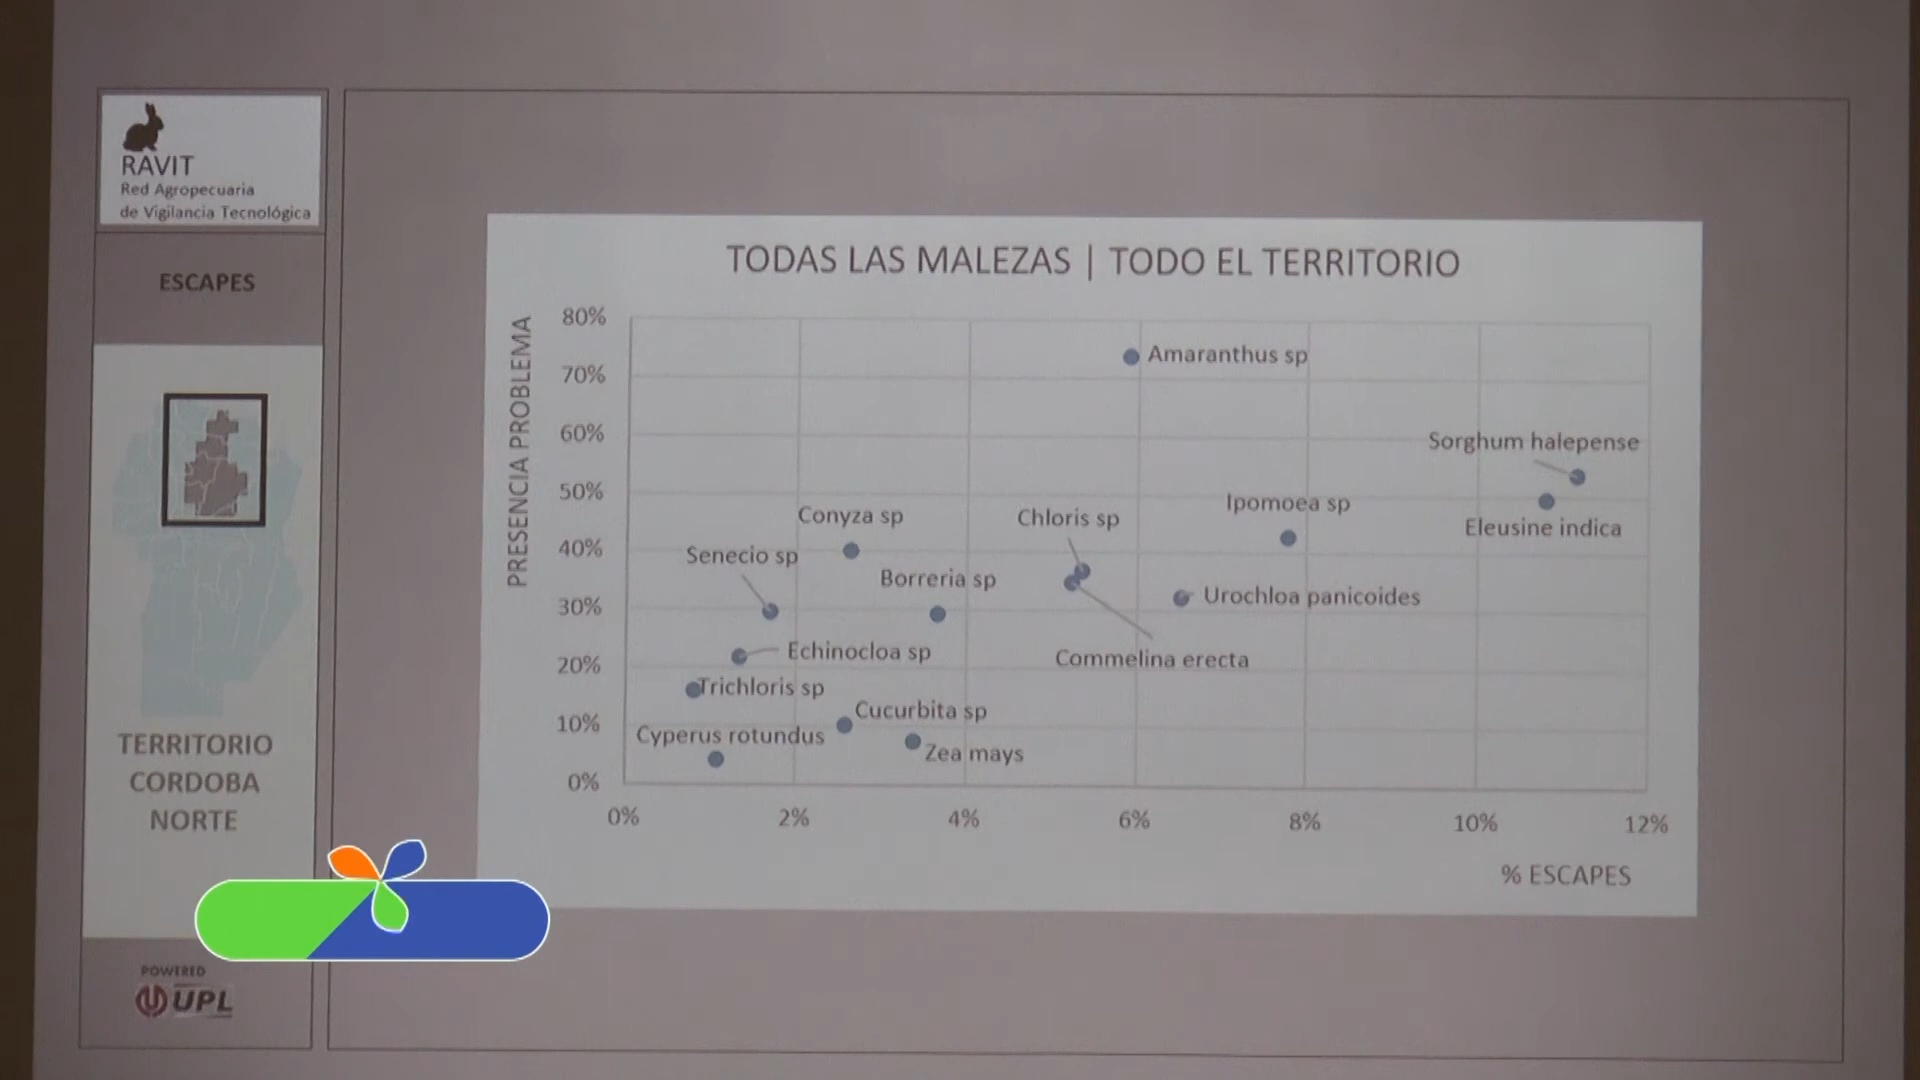 RAVIT
Red Agropecuaria
de Vigilancia Tecnológica
ESCAPES
TERRITORIO
CORDOBA
NORTE
POWERED
UPL
TODAS LAS MALEZAS | TODO EL TERRITORIO
PRESENCIA PROBLEMA
80%
70%
60%
50%
40%
30%
20%
10%
0%
Amaranthus sp
Sorghum halepense
Eleusine indica
Ipomoea sp
Conyza sp
Chloris sp
Senecio sp
Borreria sp
Urochloa panicoides
Echinocloa sp
Commelina erecta
Trichloris sp
Cucurbita sp
Cyperus rotundus
Zea mays
0%
2%
4%
6%
8%
10%
12%
% ESCAPES